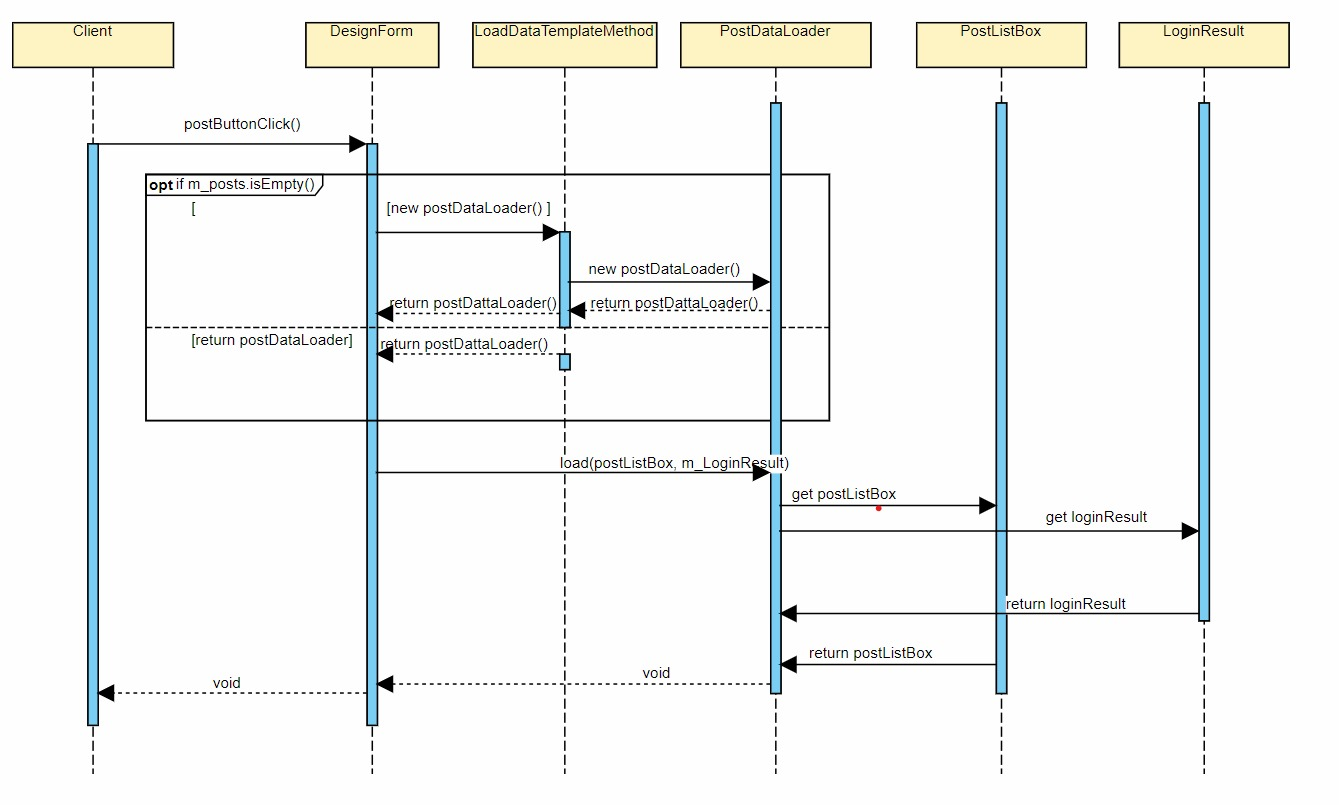 Client
DesignForm
LoadDataTemplateMethod
PostDataLoader
PostListBox
LoginResult
postButtonClick()
opt if m_posts.isEmpty()
[
[new postDataLoader() ]
new postDataLoader()
return postDattaLoader()
return postDattaLoader()
[return postDataLoader]
return postDattaLoader()
load(postListBox, m_LoginResult)
get postListBox
get loginResult
return loginResult
return postListBox
void
void